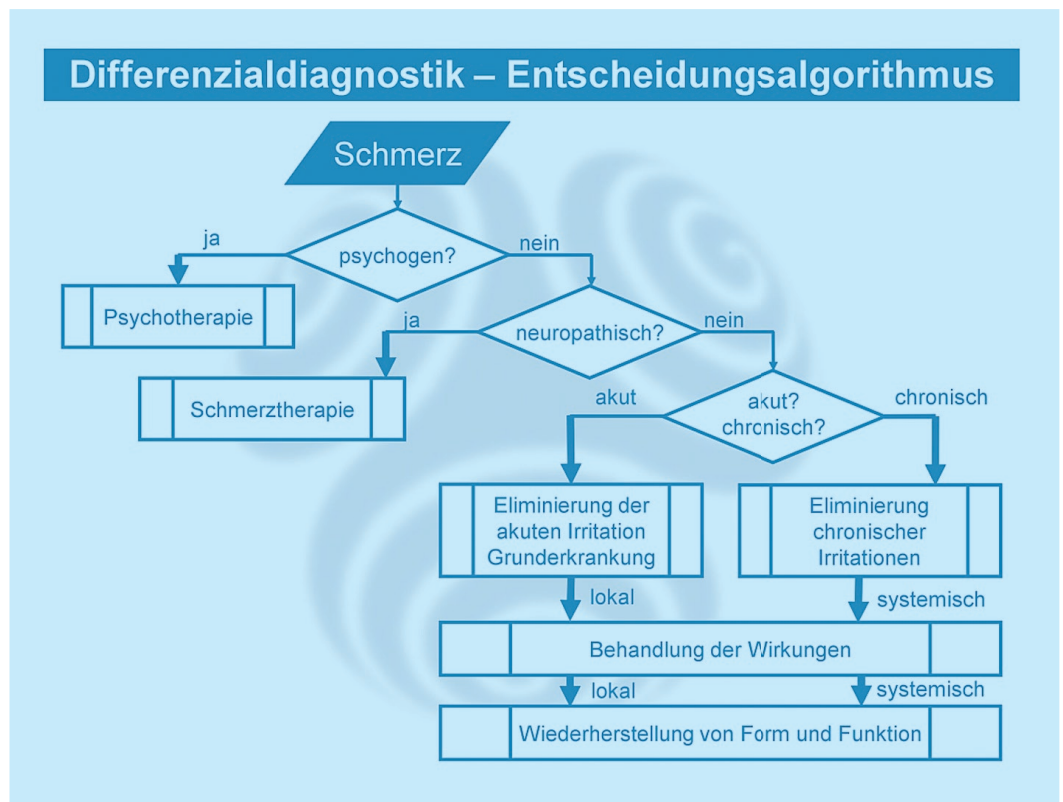 Differenzialdiagnostik – Entscheidungsalgorithmus
Schmerz
psychogen?
ja
nein
Psychotherapie
neuropathisch?
ja
nein
Schmerztherapie
akut?
chronisch?
akut
chronisch
Eliminierung der
akuten Irritation
Grunderkrankung
Eliminierung
chronischer
Irritationen
lokal
systemisch
Behandlung der Wirkungen
lokal
systemisch
Wiederherstellung von Form und Funktion